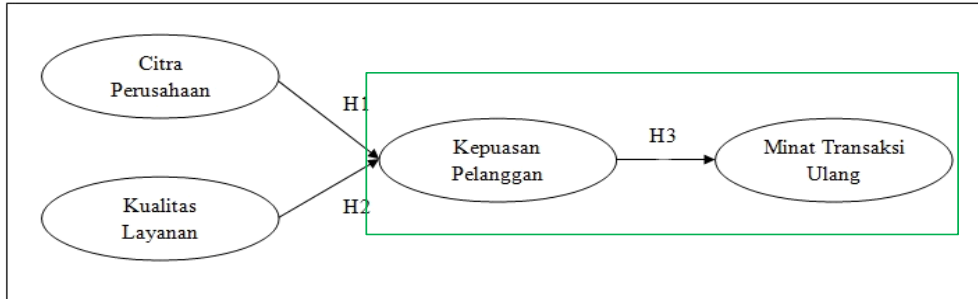 Citra
Perusahaan
H1
Kepuasan
Pelanggan
H3
Minat Transaksi
Ulang
Kualitas
Layanan
H2